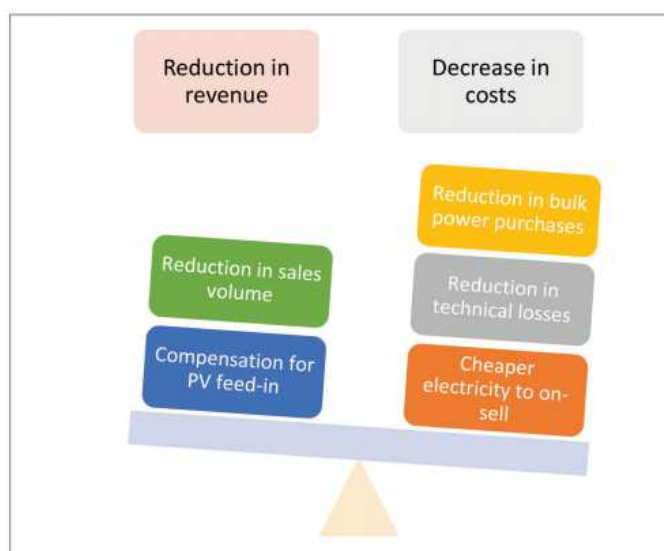 Reduction in
revenue
Decrease in
costs
Reduction in bulk
power purchases
Reduction in sales
volume
Reduction in
technical losses
Compensation for
PV feed-in
Cheaper
electricity to on-
sell